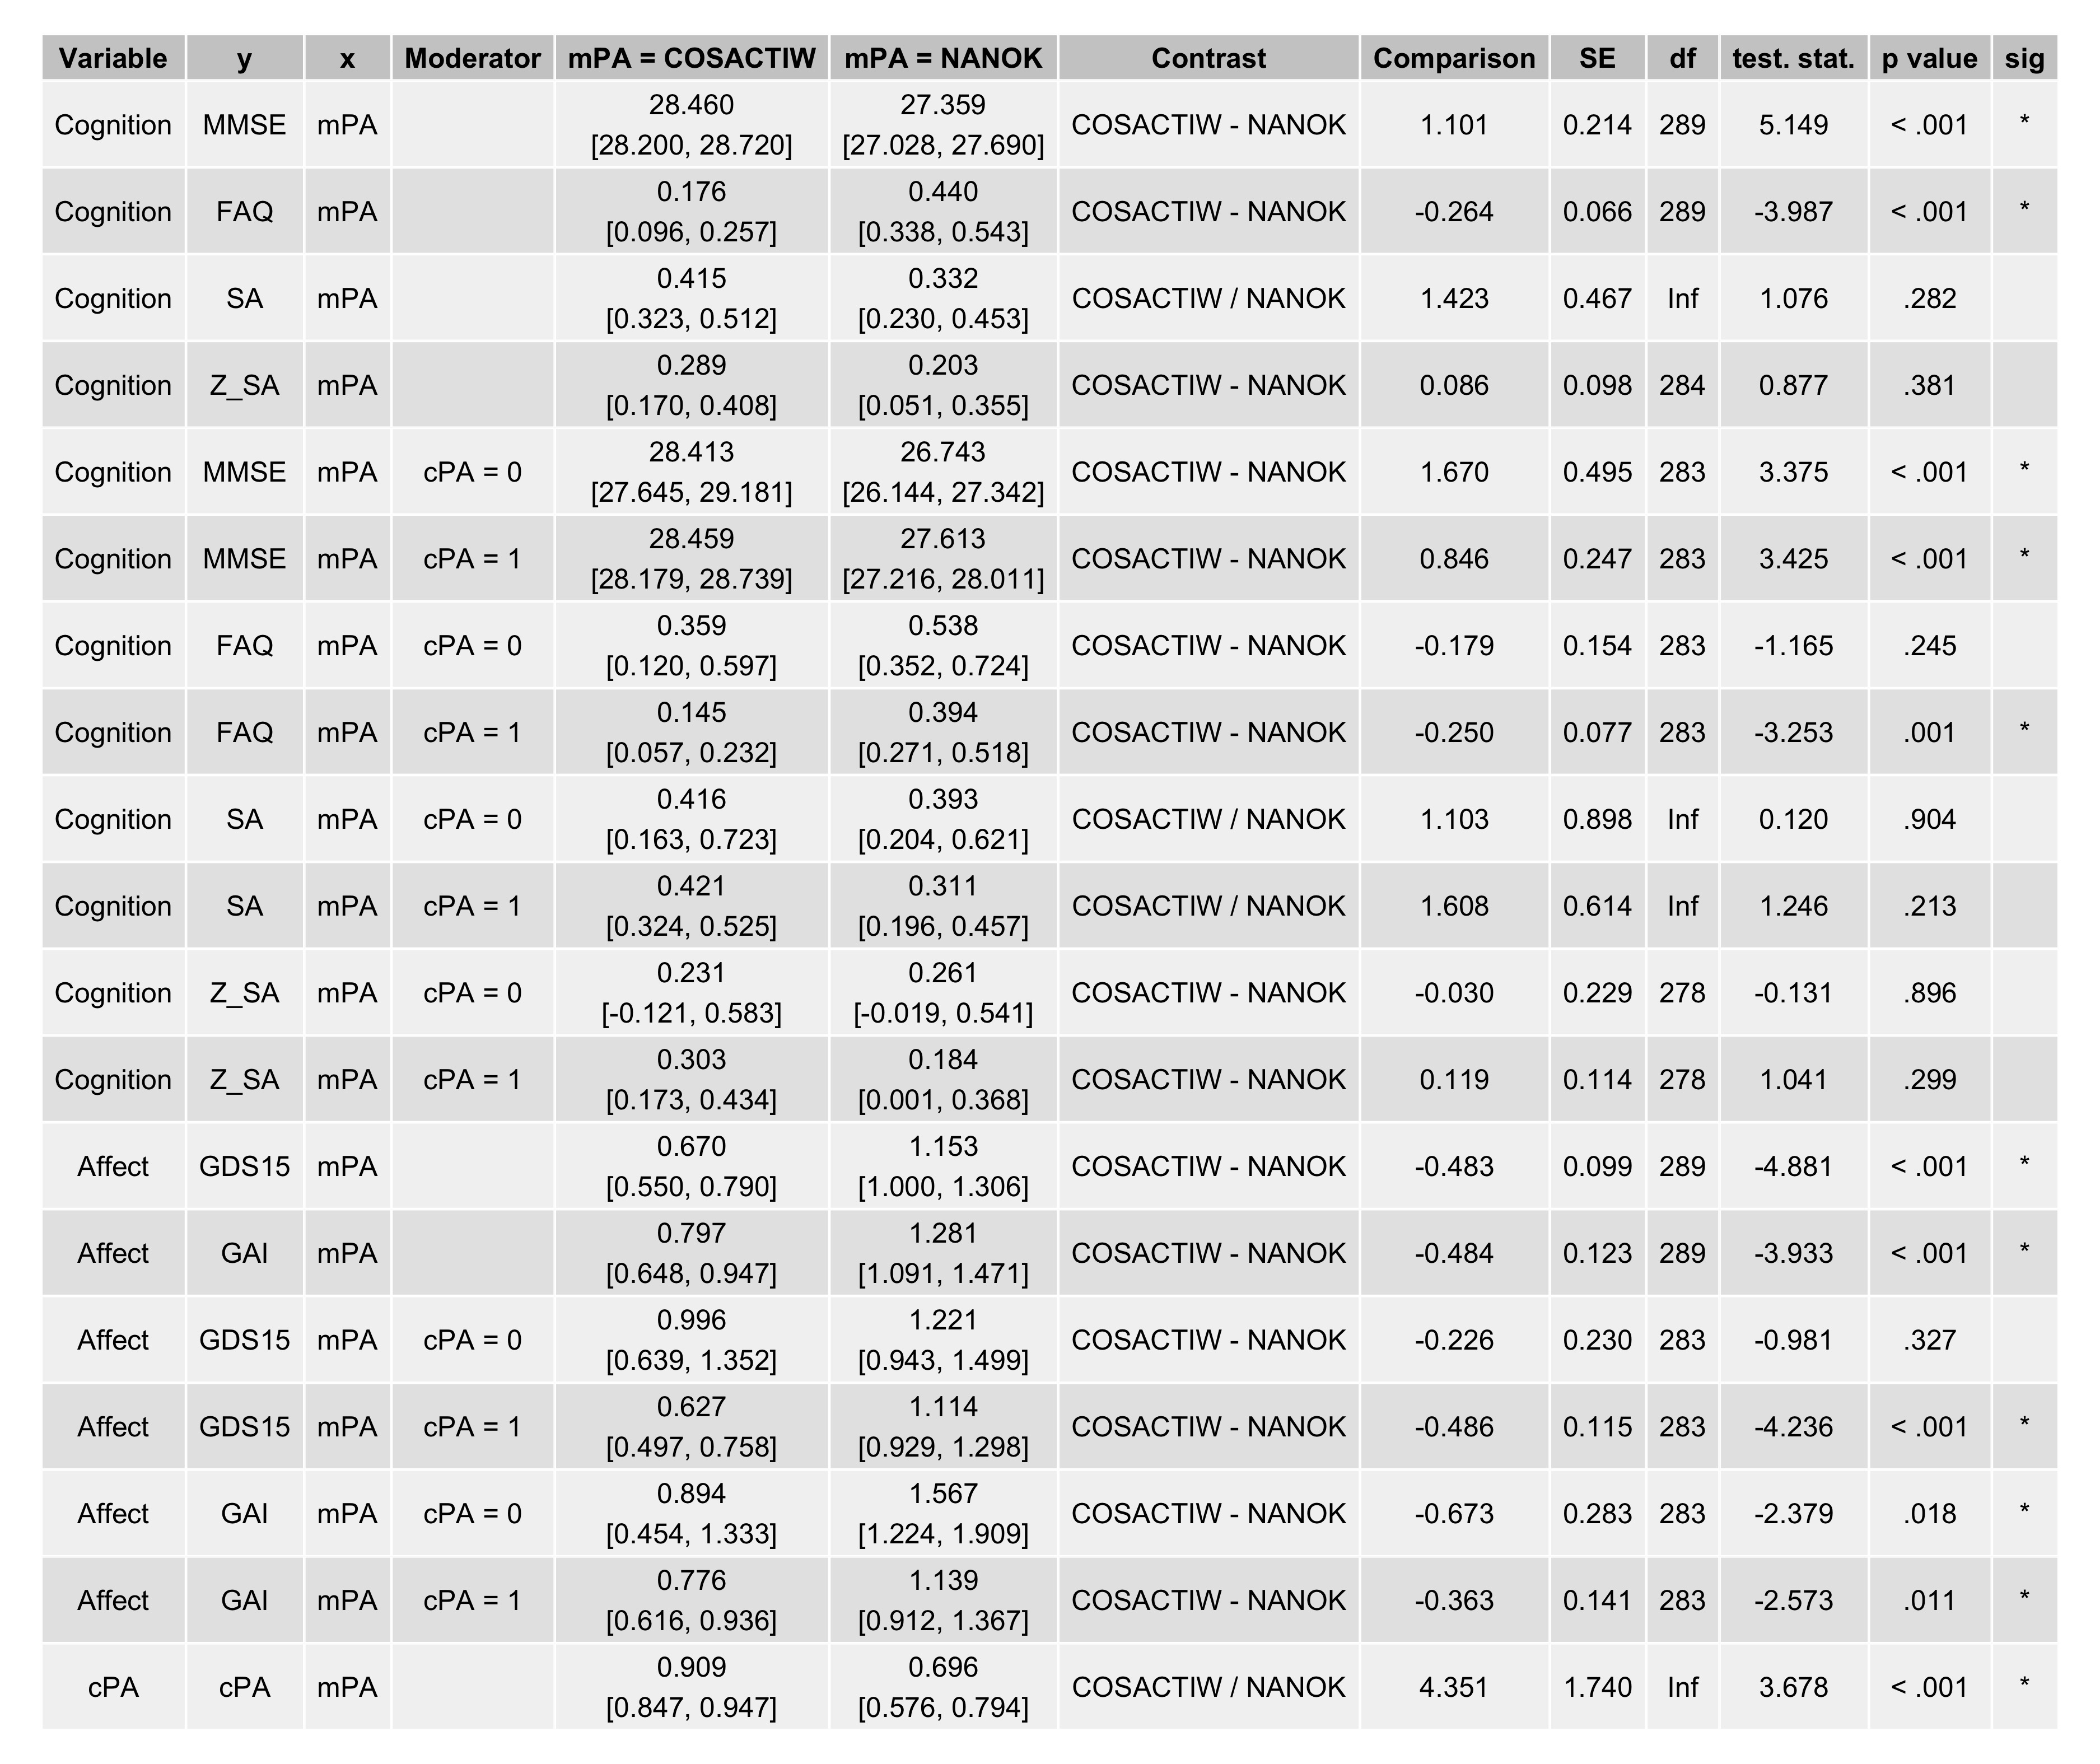 Variable y x Moderator mPA = COSACTIW mPA = NANOK Contrast Comparison SE df test. stat. p value sig
Cognition MMSE mPA 28.460 [28.200, 28.720] 27.359 [27.028, 27.690] COSACTIW - NANOK 1.101 0.214 289 5.149 < .001 *
Cognition FAQ mPA 0.176 [0.096, 0.257] 0.440 [0.338, 0.543] COSACTIW - NANOK -0.264 0.066 289 -3.987 < .001 *
Cognition SA mPA 0.415 [0.323, 0.512] 0.332 [0.230, 0.453] COSACTIW / NANOK 1.423 0.467 Inf 1.076 .282
Cognition Z_SA mPA 0.289 [0.170, 0.408] 0.203 [0.051, 0.355] COSACTIW - NANOK 0.086 0.098 284 0.877 .381
Cognition MMSE mPA cPA = 0 28.413 [27.645, 29.181] 26.743 [26.144, 27.342] COSACTIW - NANOK 1.670 0.495 283 3.375 < .001 *
Cognition MMSE mPA cPA = 1 28.459 [28.179, 28.739] 27.613 [27.216, 28.011] COSACTIW - NANOK 0.846 0.247 283 3.425 < .001 *
Cognition FAQ mPA cPA = 0 0.359 [0.120, 0.597] 0.538 [0.352, 0.724] COSACTIW - NANOK -0.179 0.154 283 -1.165 .245
Cognition FAQ mPA cPA = 1 0.145 [0.057, 0.232] 0.394 [0.271, 0.518] COSACTIW - NANOK -0.250 0.077 283 -3.253 .001 *
Cognition SA mPA cPA = 0 0.416 [0.163, 0.723] 0.393 [0.204, 0.621] COSACTIW / NANOK 1.103 0.898 Inf 0.120 .904
Cognition SA mPA cPA = 1 0.421 [0.324, 0.525] 0.311 [0.196, 0.457] COSACTIW / NANOK 1.608 0.614 Inf 1.246 .213
Cognition Z_SA mPA cPA = 0 0.231 [-0.121, 0.583] 0.261 [-0.019, 0.541] COSACTIW - NANOK -0.030 0.229 278 -0.131 .896
Cognition Z_SA mPA cPA = 1 0.303 [0.173, 0.434] 0.184 [0.001, 0.368] COSACTIW - NANOK 0.119 0.114 278 1.041 .299
Affect GDS15 mPA 0.670 [0.550, 0.790] 1.153 [1.000, 1.306] COSACTIW - NANOK -0.483 0.099 289 -4.881 < .001 *
Affect GAI mPA 0.797 [0.648, 0.947] 1.281 [1.091, 1.471] COSACTIW - NANOK -0.484 0.123 289 -3.933 < .001 *
Affect GDS15 mPA cPA = 0 0.996 [0.639, 1.352] 1.221 [0.943, 1.499] COSACTIW - NANOK -0.226 0.230 283 -0.981 .327
Affect GDS15 mPA cPA = 1 0.627 [0.497, 0.758] 1.114 [0.929, 1.298] COSACTIW - NANOK -0.486 0.115 283 -4.236 < .001 *
Affect GAI mPA cPA = 0 0.894 [0.454, 1.333] 1.567 [1.224, 1.909] COSACTIW - NANOK -0.673 0.283 283 -2.379 .018 *
Affect GAI mPA cPA = 1 0.776 [0.616, 0.936] 1.139 [0.912, 1.367] COSACTIW - NANOK -0.363 0.141 283 -2.573 .011 *
cPA cPA mPA 0.909 [0.847, 0.947] 0.696 [0.576, 0.794] COSACTIW / NANOK 4.351 1.740 Inf 3.678 < .001 *